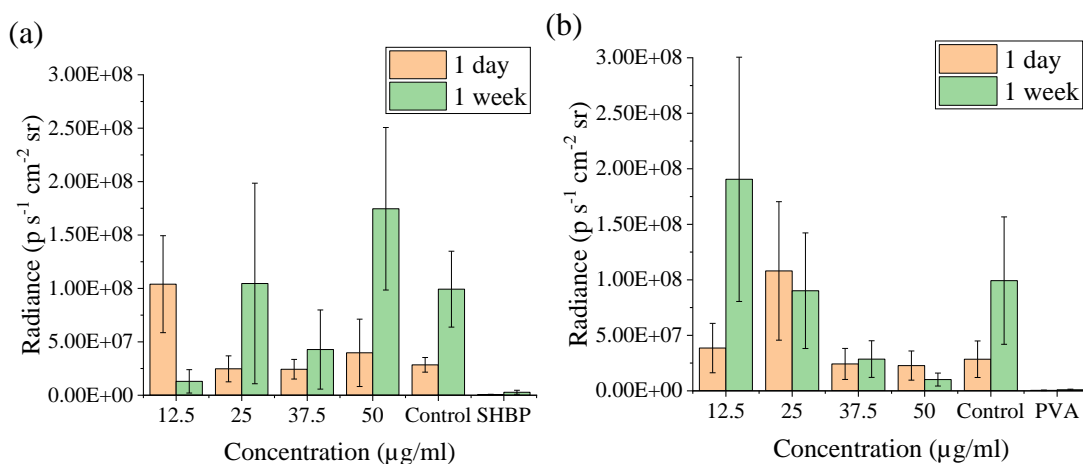 (a)
1 day
1 week
3.00E+08
2.50E+08
2.00E+08
1.50E+08
1.00E+08
5.00E+07
0.00E+00
Radiance (p s⁻¹ cm⁻² sr)
12.5 25 37.5 50 Control SHBP
Concentration (µg/ml)
(b)
1 day
1 week
3.00E+08
2.50E+08
2.00E+08
1.50E+08
1.00E+08
5.00E+07
0.00E+00
Radiance (p s⁻¹ cm⁻² sr)
12.5 25 37.5 50 Control PVA
Concentration (µg/ml)